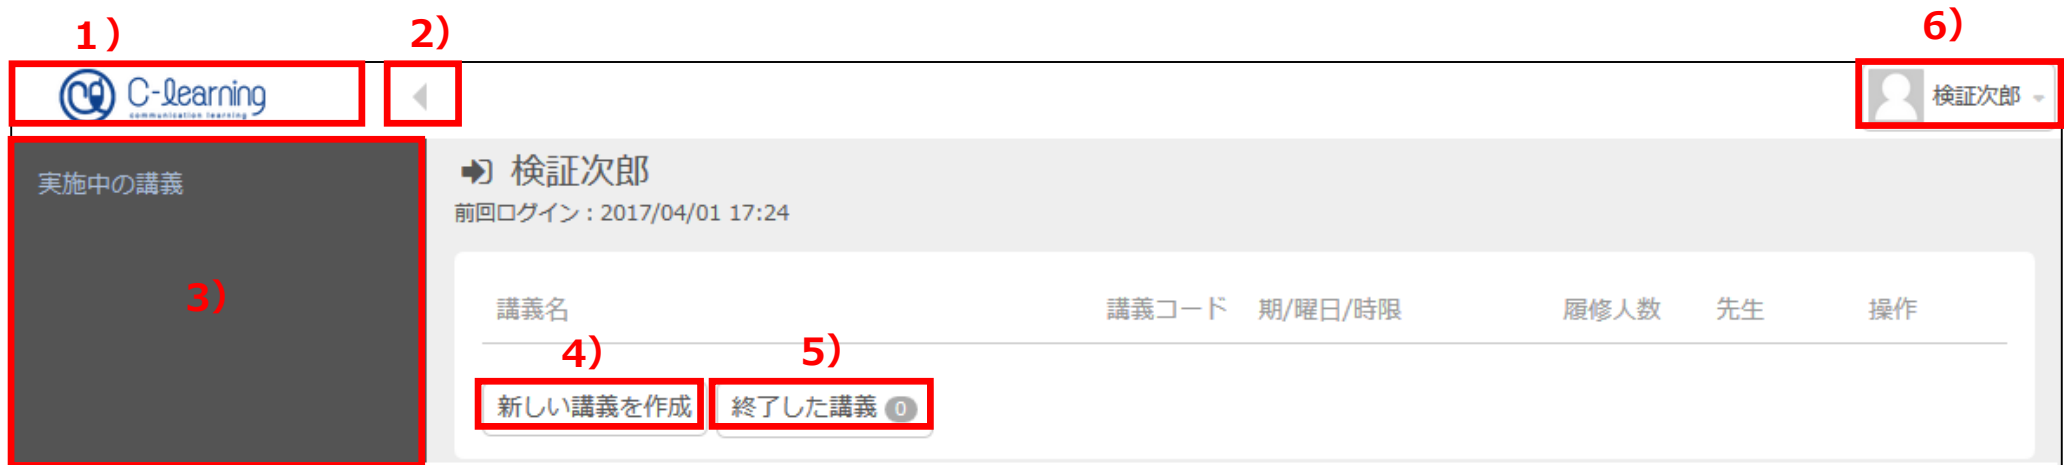 1）
2）
6）
C-Learning
communication learning
検証次郎
実施中の講義
検証次郎
前回ログイン：2017/04/01 17:24
3）
講義名 講義コード 期/曜日/時限 履修人数 先生 操作
4）
5）
新しい講義を作成
終了した講義 0